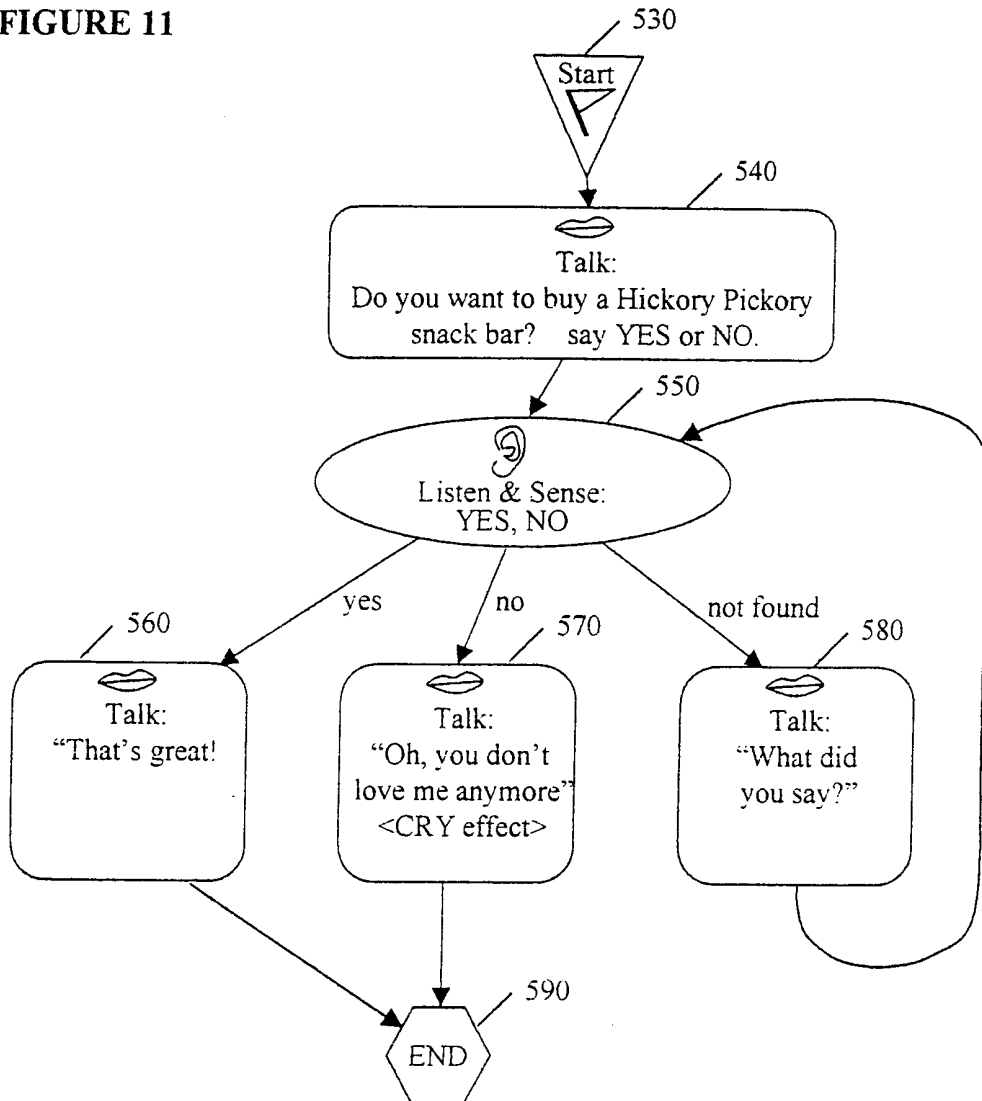 FIGURE 11
530
Start
540
Talk:
Do you want to buy a Hickory Pickory
snack bar? say YES or NO.
550
Listen & Sense:
YES, NO
yes
no
not found
560
570
580
Talk:
“That's great!
Talk:
“Oh, you don't
love me anymore”
<CRY effect>
Talk:
“What did
you say?”
590
END